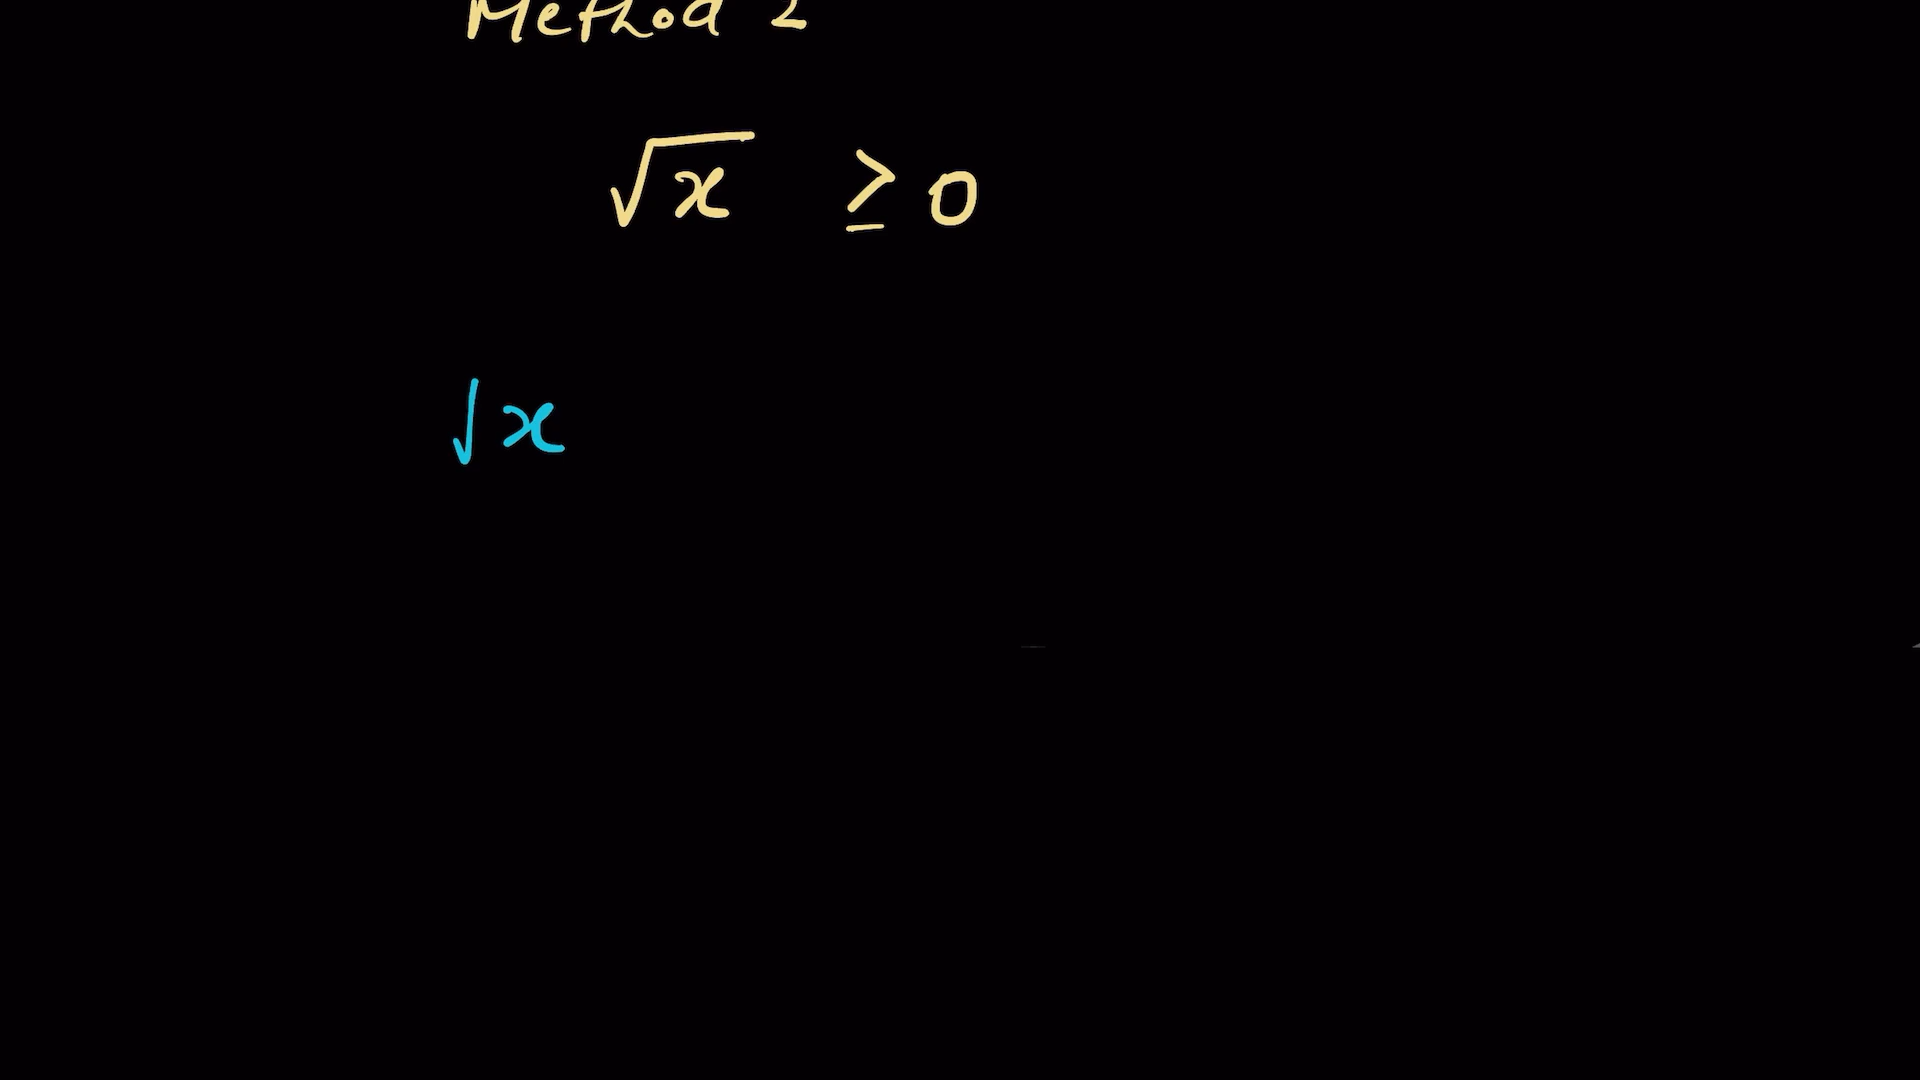 Method 2
√x ≥ 0
√x